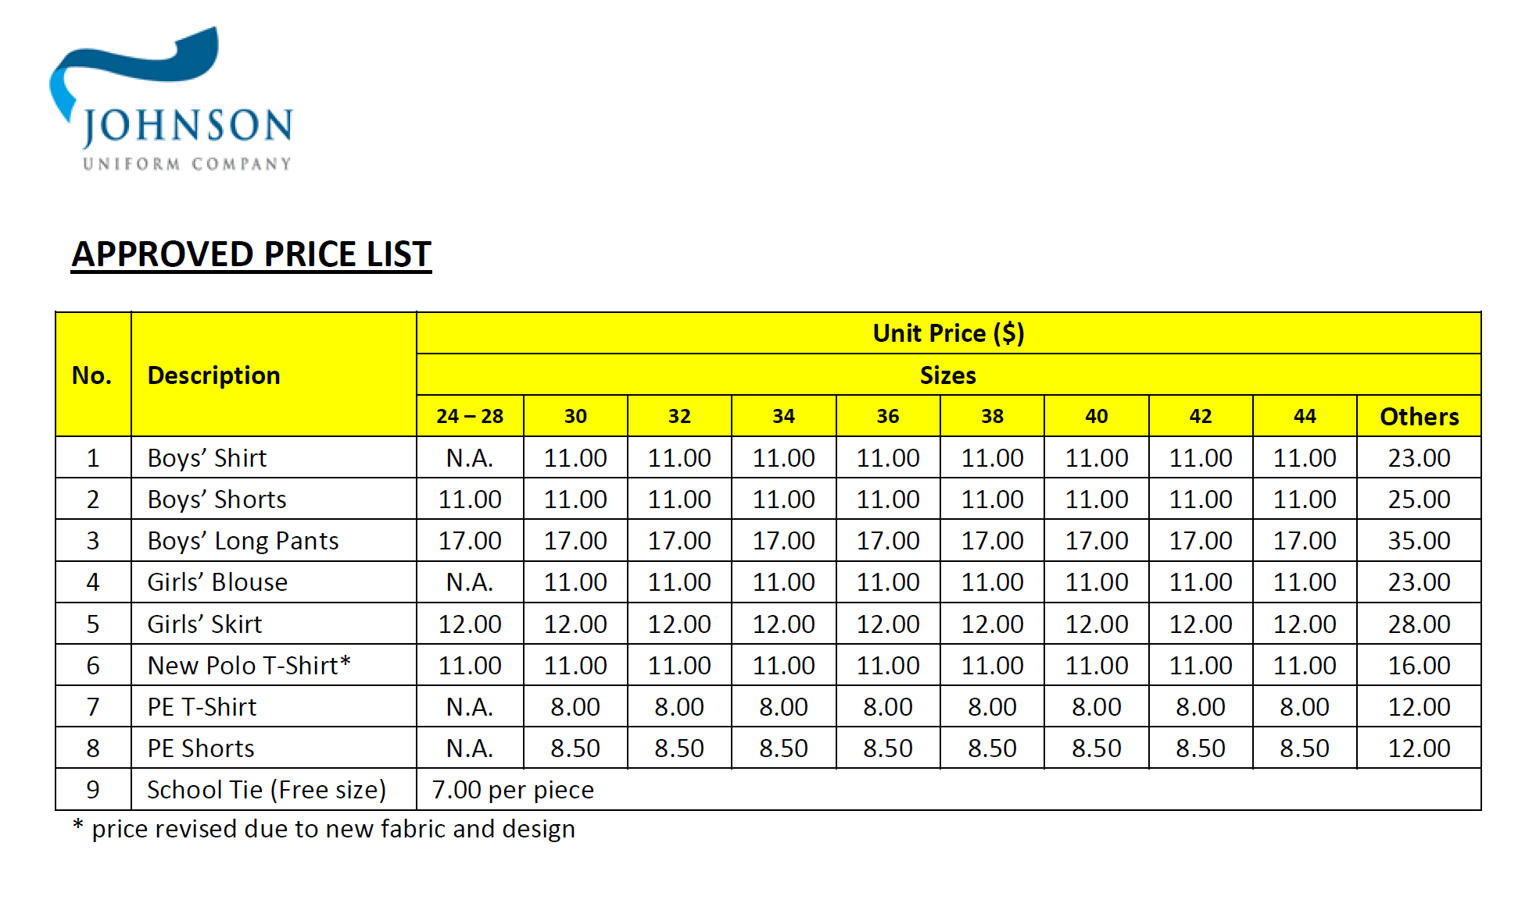 JOHNSON
UNIFORM COMPANY
APPROVED PRICE LIST
No. Description Unit Price ($)
Sizes
24 – 28 30 32 34 36 38 40 42 44 Others
1 Boys’ Shirt N.A. 11.00 11.00 11.00 11.00 11.00 11.00 11.00 11.00 23.00
2 Boys’ Shorts 11.00 11.00 11.00 11.00 11.00 11.00 11.00 11.00 11.00 25.00
3 Boys’ Long Pants 17.00 17.00 17.00 17.00 17.00 17.00 17.00 17.00 17.00 35.00
4 Girls’ Blouse N.A. 11.00 11.00 11.00 11.00 11.00 11.00 11.00 11.00 23.00
5 Girls’ Skirt 12.00 12.00 12.00 12.00 12.00 12.00 12.00 12.00 12.00 28.00
6 New Polo T-Shirt* 11.00 11.00 11.00 11.00 11.00 11.00 11.00 11.00 11.00 16.00
7 PE T-Shirt N.A. 8.00 8.00 8.00 8.00 8.00 8.00 8.00 8.00 12.00
8 PE Shorts N.A. 8.50 8.50 8.50 8.50 8.50 8.50 8.50 8.50 12.00
9 School Tie (Free size) 7.00 per piece
* price revised due to new fabric and design